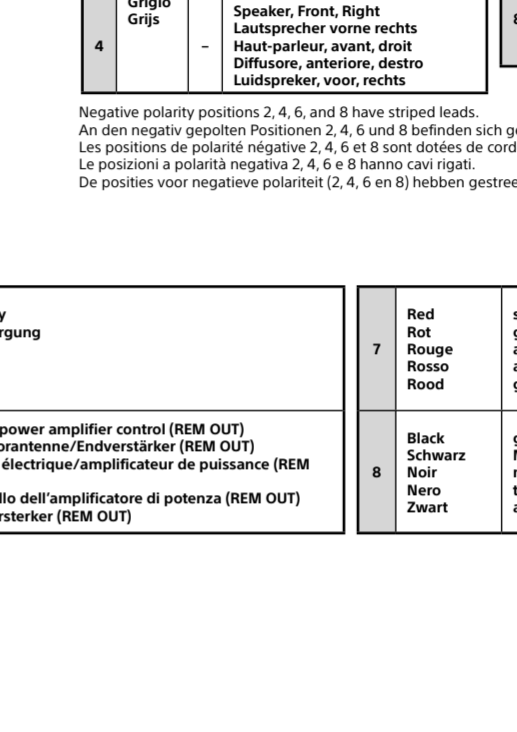 Grigio
Grijs
4
–
Speaker, Front, Right
Lautsprecher vorne rechts
Haut-parleur, avant, droit
Diffusore, anteriore, destro
Luidspreker, voor, rechts
Negative polarity positions 2, 4, 6, and 8 have striped leads.
An den negativ gepolten Positionen 2, 4, 6 und 8 befinden sich
Les positions de polarité négative 2, 4, 6 et 8 sont dotées de
Le posizioni a polarità negativa 2, 4, 6 e 8 hanno cavi rigati.
De posities voor negatieve polariteit (2, 4, 6 en 8) hebben
power amplifier control (REM OUT)
orantenne/Endverstärker (REM OUT)
électrique/amplificateur de puissance (REM
llo dell’amplificatore di potenza (REM OUT)
rsterker (REM OUT)
7
Red
Rot
Rouge
Rosso
Rood
8
Black
Schwarz
Noir
Nero
Zwart